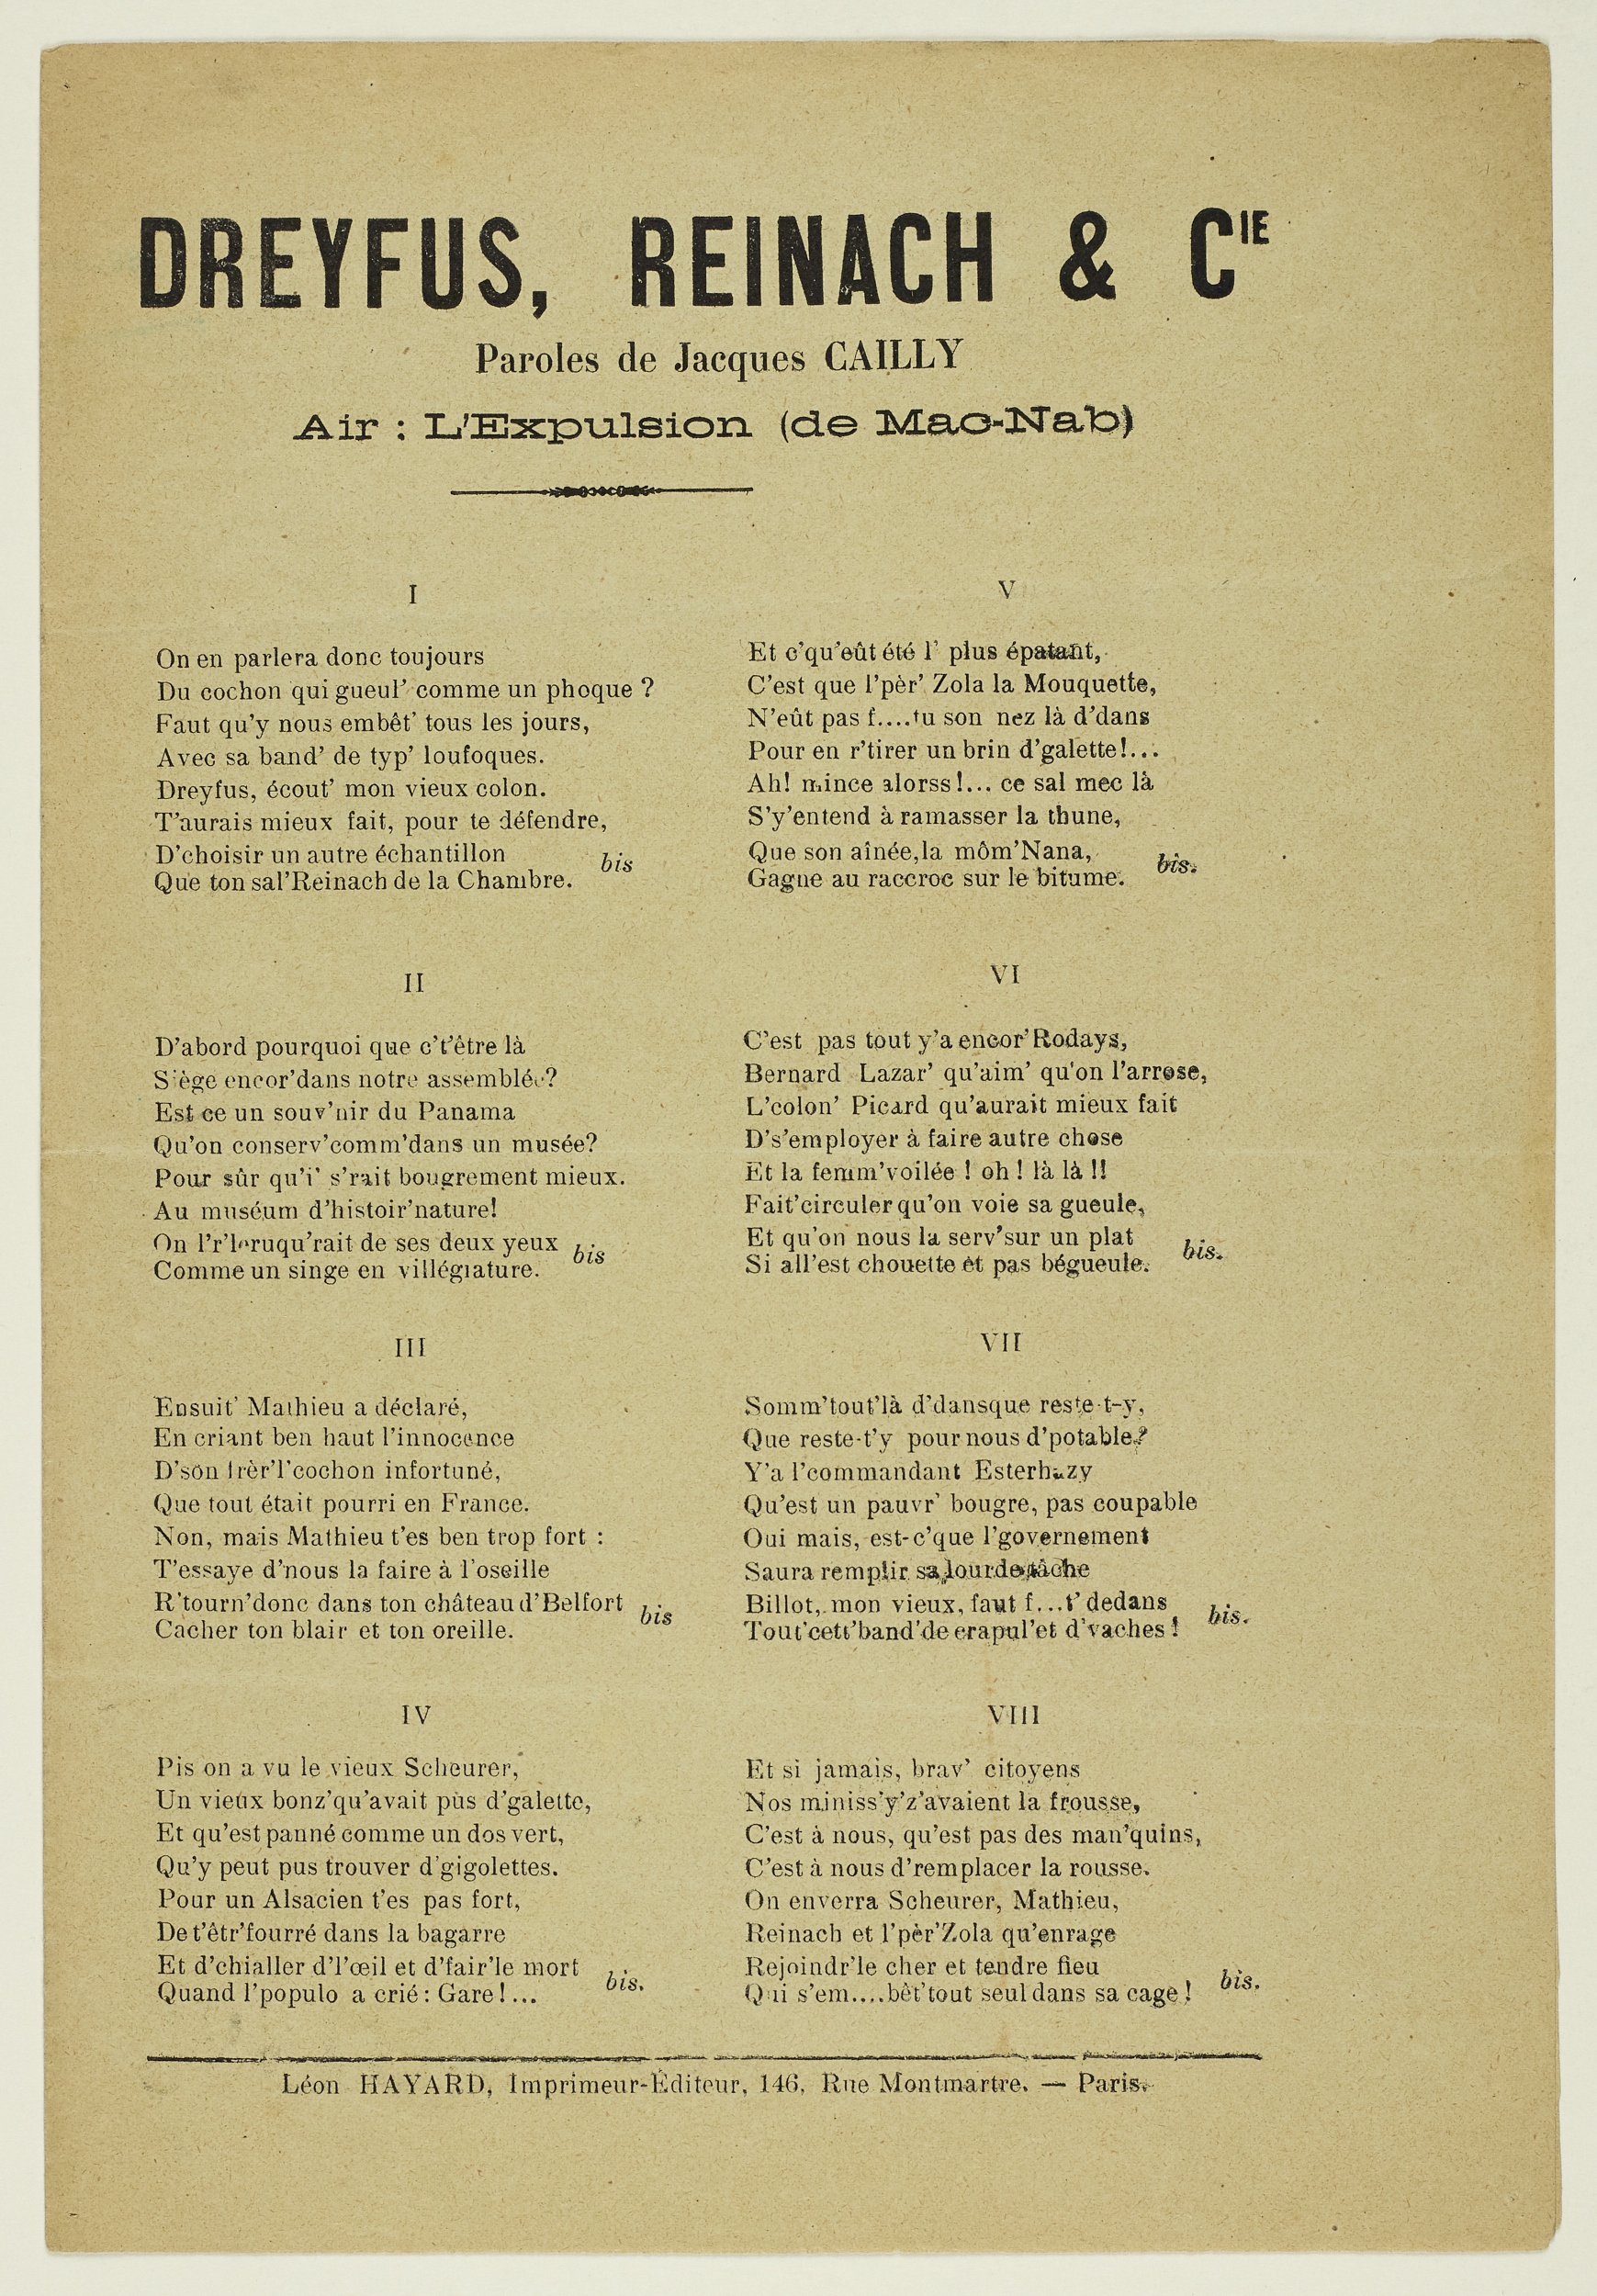 DREYFUS, REINACH & CIE
Paroles de Jacques CAILLY
Air : L'Expulsion (de Mac-Nab)
I
On en parlera donc toujours
Du cochon qui gueul' comme un phoque ?
Faut qu'y nous embêt' tous les jours,
Avec sa band' de typ' loufoques.
Dreyfus, écout' mon vieux colon.
T'aurais mieux fait, pour te défendre,
D'choisir un autre échantillon
bis
Que ton sal'Reinach de la Chambre.
II
D'abord pourquoi que c't'être là
Siège encor'dans notre assemblée?
Est ce un souv'nir du Panama
Qu'on conserv'comm'dans un musée?
Pour sûr qu'i' s'rait bougrement mieux.
Au muséum d'histoir'nature!
On l'r'l'eruqu'rait de ses deux yeux
bis
Comme un singe en villégiature.
III
Ensuit' Mathieu a déclaré,
En criant ben haut l'innocence
D'son frèr'l'cochon infortuné,
Que tout était pourri en France.
Non, mais Mathieu t'es ben trop fort :
T'essaye d'nous la faire à l'oseille
R'tourn'donc dans ton château d'Belfort
bis
Cacher ton blair et ton oreille.
IV
Pis on a vu le vieux Scheurer,
Un vieux bonz'qu'avait pus d'galette,
Et qu'est panné comme un dos vert,
Qu'y peut pus trouver d'gigolettes.
Pour un Alsacien t'es pas fort,
De t'êtr'fourré dans la bagarre
Et d'chialler d'l'œil et d'fair'le mort
bis.
Quand l'populo a crié : Gare!...
V
Et c'qu'eût été l' plus épatant,
C'est que l'pèr' Zola la Mouquette,
N'eût pas f....tu son nez là d'dans
Pour en r'tirer un brin d'galette!...
Ah! mince alorss!... ce sal mec là
S'y'entend à ramasser la thune,
Que son aînée,la môm'Nana,
bis.
Gagne au raccroc sur le bitume.
VI
C'est pas tout y'a encor'Rodays,
Bernard Lazar' qu'aim' qu'on l'arrose,
L'colon' Picard qu'aurait mieux fait
D's'employer à faire autre chose
Et la femm'voilée ! oh ! là là !!
Fait'circuler qu'on voie sa gueule,
Et qu'on nous la serv'sur un plat
bis.
Si all'est chouette et pas bégueule.
VII
Somm'tout'là d'dansque reste-t-y,
Que reste-t'y pour nous d'potable?
Y'a l'commandant Esterhazy
Qu'est un pauvr' bougre, pas coupable
Oui mais, est-c'que l'governement
Saura remplir sa lourde tâche
Billot, mon vieux, faut f...t' dedans
bis.
Tout'cett'band'de crapul'et d'vaches !
VIII
Et si jamais, brav' citoyens
Nos miniss'y'z'avaient la frousse,
C'est à nous, qu'est pas des man'quins,
C'est à nous d'remplacer la rousse.
On enverra Scheurer, Mathieu,
Reinach et l'pèr'Zola qu'enrage
Rejoindr'le cher et tendre fieu
bis.
Qui s'em....bêt'tout seul dans sa cage !
Léon HAYARD, Imprimeur-Éditeur, 146, Rue Montmartre. — Paris.